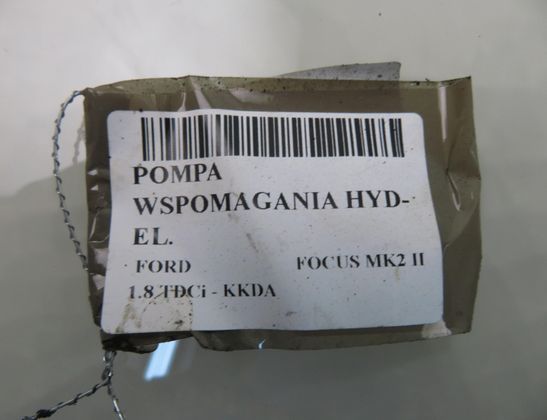 POMPA
WSPOMAGANIA HYD-
EL.
FORD FOCUS MK2 II
1.8 TDCi - KKDA